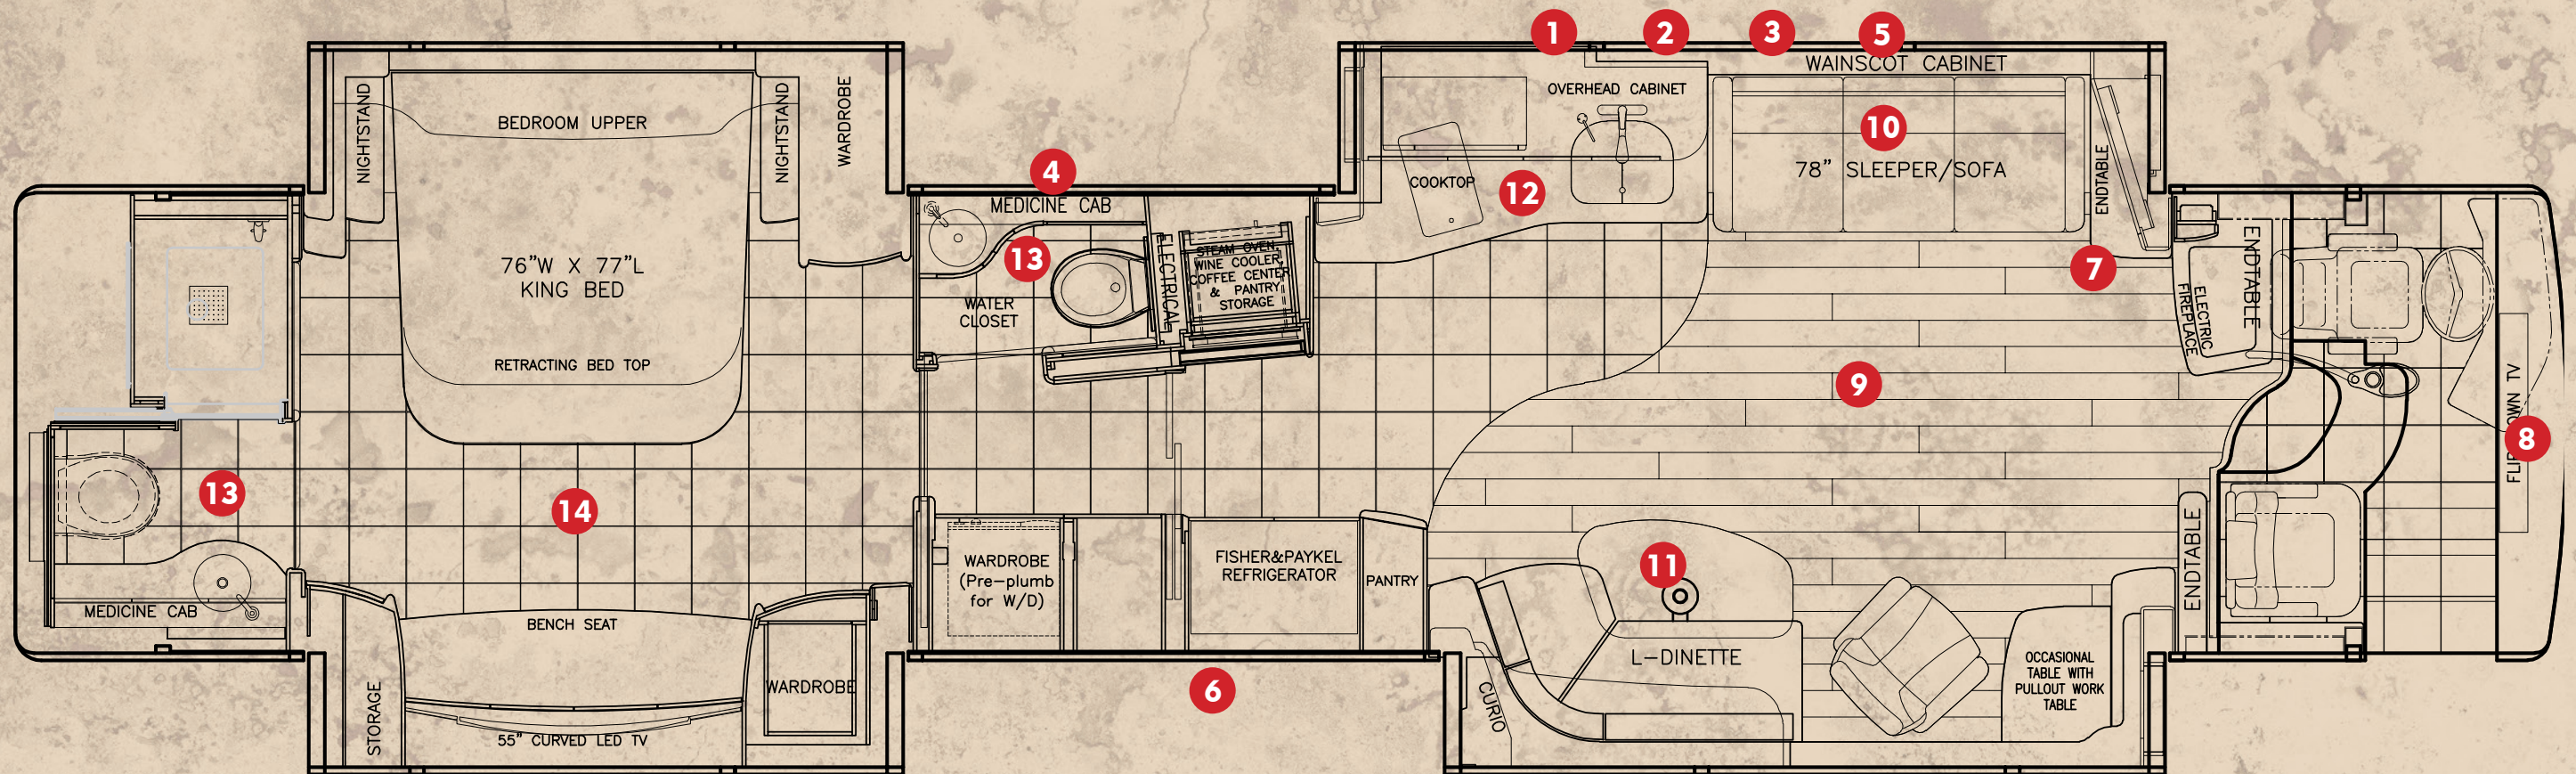 1
2
3
5
WAINSCOT CABINET
NIGHTSTAND
BEDROOM UPPER
NIGHTSTAND
WARDROBE
OVERHEAD CABINET
10
78" SLEEPER/SOFA
ENDTABLE
4
MEDICINE CAB
COOKTOP
12
76"W X 77"L
KING BED
RETRACTING BED TOP
13
WATER
CLOSET
ELECTRICAL
STEAM OVEN,
WINE COOLER,
COFFEE CENTER
& PANTRY
STORAGE
7
ENDTABLE
ELECTRIC
FIREPLACE
9
TV
8
13
14
MEDICINE CAB
WARDROBE
(Pre-plumb
for W/D)
FISHER&PAYKEL
REFRIGERATOR
PANTRY
11
ENDTABLE
BENCH SEAT
STORAGE
55" CURVED LED TV
WARDROBE
6
CURIO
L-DINETTE
OCCASIONAL
TABLE WITH
PULLOUT WORK
TABLE